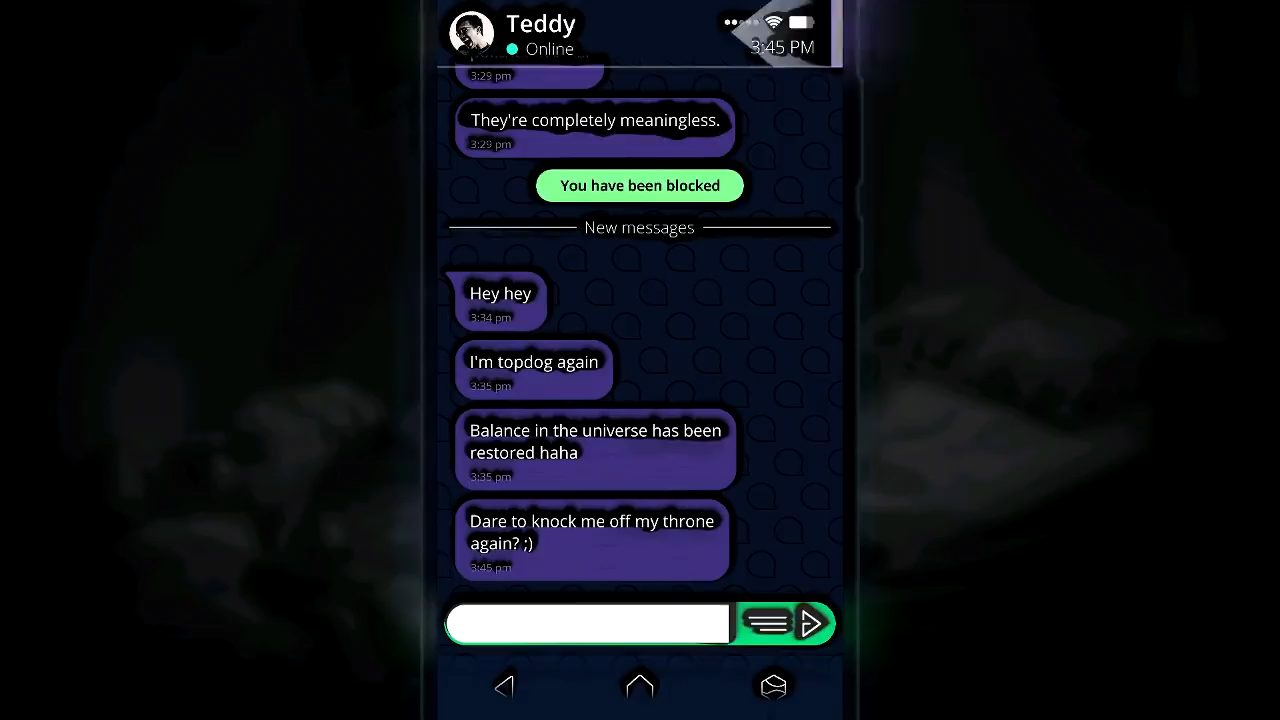 Teddy
Online
3:45 PM
3:29 pm
They're completely meaningless.
3:29 pm
You have been blocked
New messages
Hey hey
3:34 pm
I'm topdog again
3:35 pm
Balance in the universe has been
restored haha
3:35 pm
Dare to knock me off my throne
again? ;)
3:45 pm